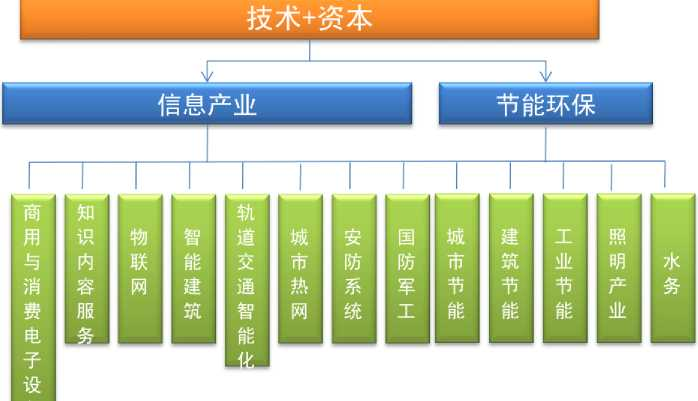 技术+资本
信息产业
节能环保
商用与消费电子设
知识内容服务
物联网
智能建筑
轨道交通智能化
城市热网
安防系统
国防军工
城市节能
建筑节能
工业节能
照明产业
水务